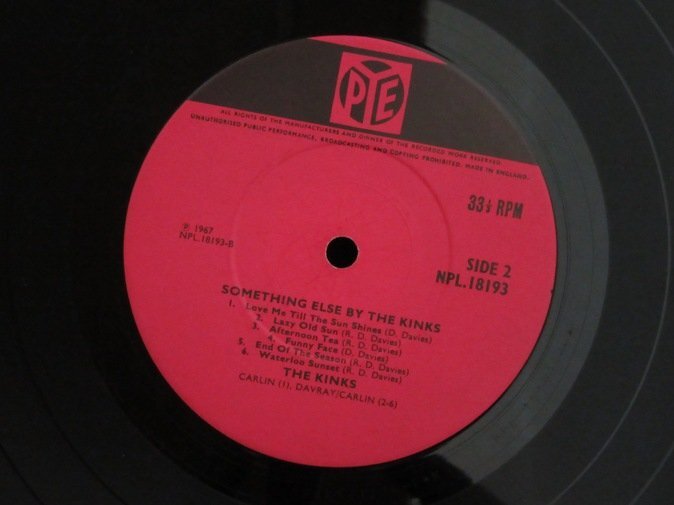 PYE
ALL RIGHTS OF THE MANUFACTURERS AND OWNER OF THE RECORDED WORK RESERVED.
UNAUTHORISED PUBLIC PERFORMANCE, BROADCASTING AND COPYING PROHIBITED. MADE IN ENGLAND.
33⅓ RPM
℗ 1967
NPL.18193-B
SIDE 2
NPL.18193
SOMETHING ELSE BY THE KINKS
1. Love Me Till The Sun Shines (D. Davies)
2. Lazy Old Sun (R. D. Davies)
3. Afternoon Tea (R. D. Davies)
4. Funny Face (D. Davies)
5. End Of The Season (R. D. Davies)
6. Waterloo Sunset (R. D. Davies)
THE KINKS
CARLIN (1), DAVRAY/CARLIN (2-6)